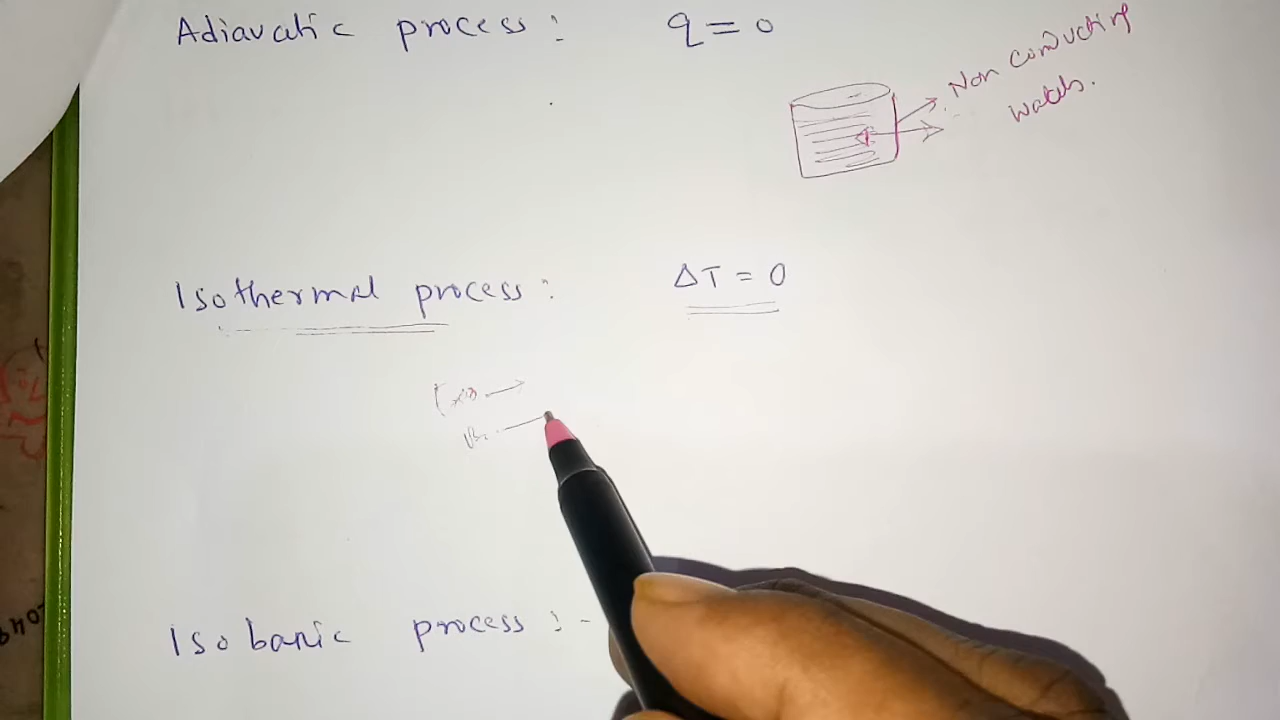 Adiavatic process : q = 0
Non conducting
walls.
Isothermal process : ΔT = 0
Isobaric process :-